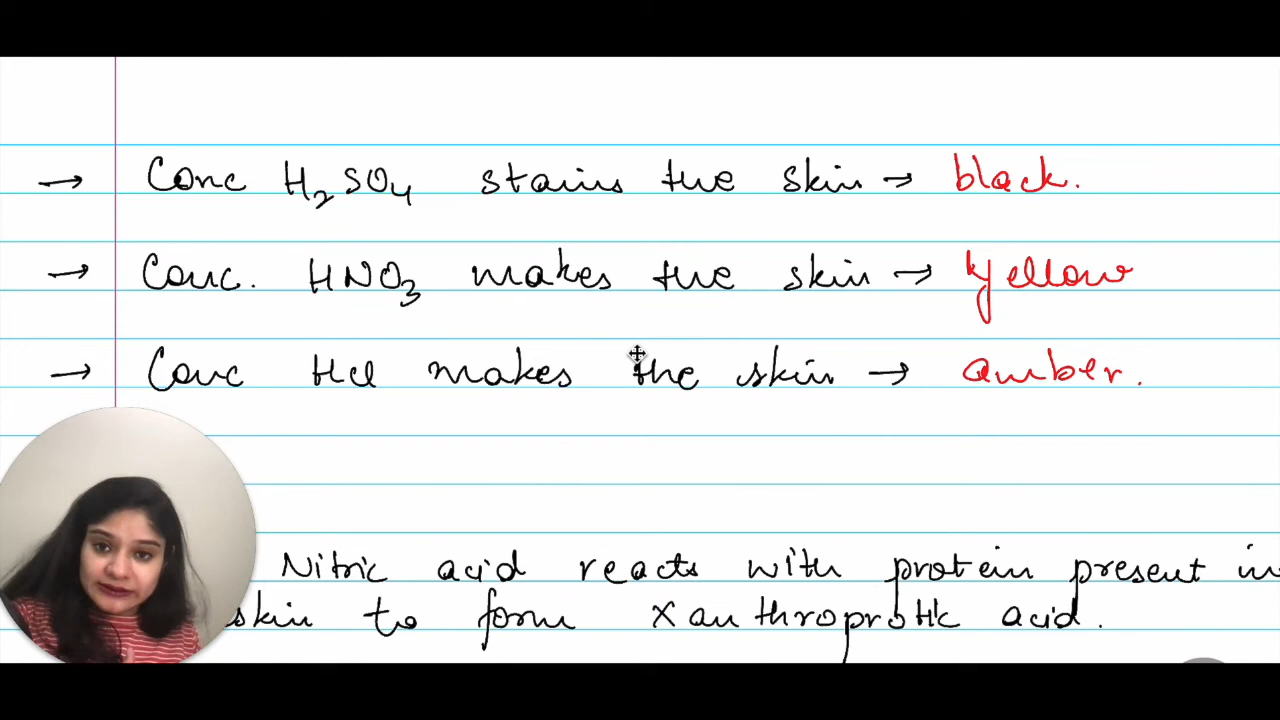 → Conc H₂SO₄ stains the skin → black.
→ Conc. HNO₃ makes the skin → yellow
→ Conc HCl makes the skin → amber.
Nitric acid reacts with protein present in
skin to form xanthroprotic acid.